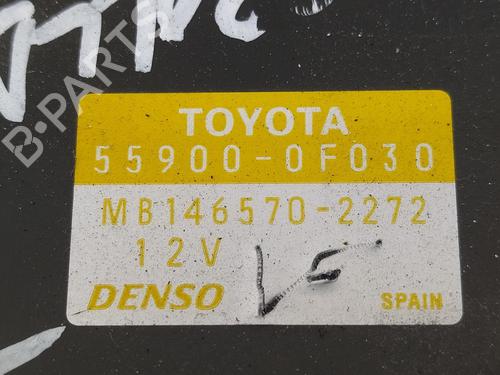 B-PARTS
TOYOTA
55900-0F030
MB146570-2272
12V
DENSO
SPAIN